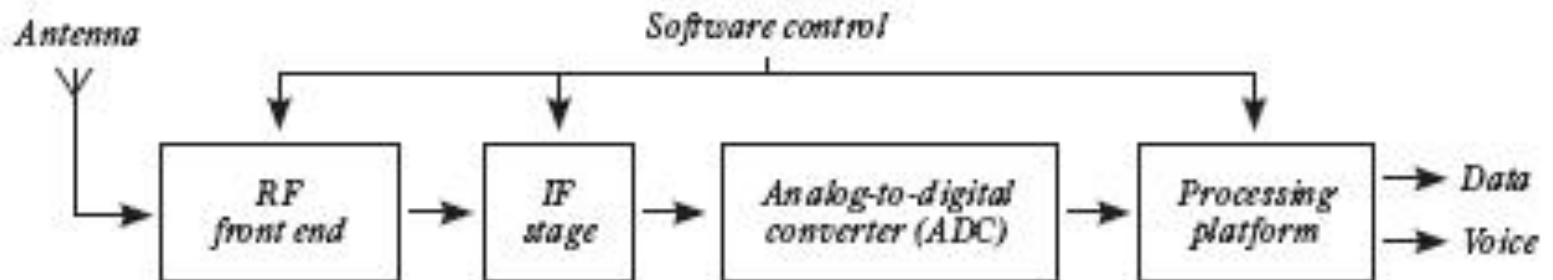 Antenna
Software control
RF
front end
IF
stage
Analog-to-digital
converter (ADC)
Processing
platform
Data
Voice